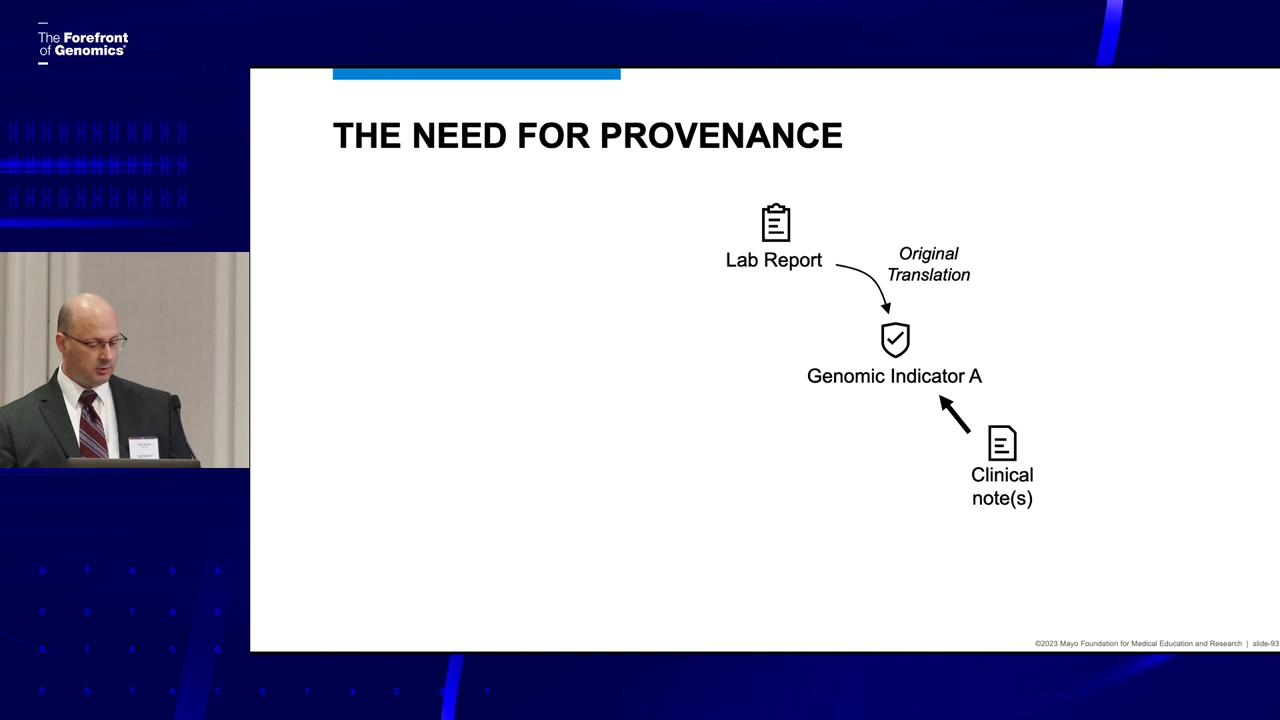 The Forefront
of Genomics®
THE NEED FOR PROVENANCE
Lab Report
Original
Translation
Genomic Indicator A
Clinical
note(s)
©2023 Mayo Foundation for Medical Education and Research | slide-93